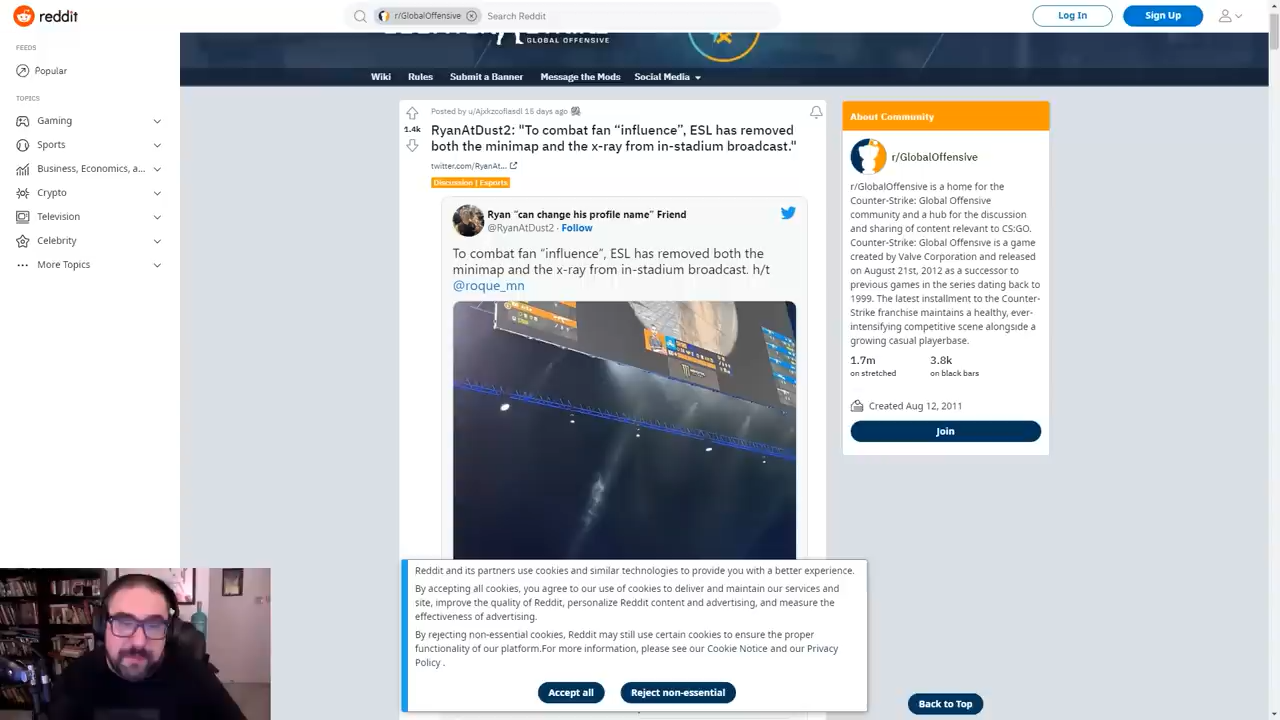 reddit
r/GlobalOffensive
Search Reddit
Log In
Sign Up
FEEDS
Popular
TOPICS
Gaming
Sports
Business, Economics, a...
Crypto
Television
Celebrity
More Topics
GLOBAL OFFENSIVE
Wiki
Rules
Submit a Banner
Message the Mods
Social Media
Posted by u/Ajxkzcoflasdl 15 days ago
1.4k
RyanAtDust2: "To combat fan “influence”, ESL has removed
both the minimap and the x-ray from in-stadium broadcast."
twitter.com/RyanAt...
Discussion | Esports
Ryan “can change his profile name” Friend
@RyanAtDust2 · Follow
To combat fan “influence”, ESL has removed both the
minimap and the x-ray from in-stadium broadcast. h/t
@roque_mn
About Community
r/GlobalOffensive
r/GlobalOffensive is a home for the
Counter-Strike: Global Offensive
community and a hub for the discussion
and sharing of content relevant to CS:GO.
Counter-Strike: Global Offensive is a game
created by Valve Corporation and released
on August 21st, 2012 as a successor to
previous games in the series dating back to
1999. The latest installment to the Counter-
Strike franchise maintains a healthy, ever-
intensifying competitive scene alongside a
growing casual playerbase.
1.7m
3.8k
on stretched
on black bars
Created Aug 12, 2011
Join
Reddit and its partners use cookies and similar technologies to provide you with a better experience.
By accepting all cookies, you agree to our use of cookies to deliver and maintain our services and
site, improve the quality of Reddit, personalize Reddit content and advertising, and measure the
effectiveness of advertising.
By rejecting non-essential cookies, Reddit may still use certain cookies to ensure the proper
functionality of our platform.For more information, please see our Cookie Notice and our Privacy
Policy .
Accept all
Reject non-essential
Back to Top